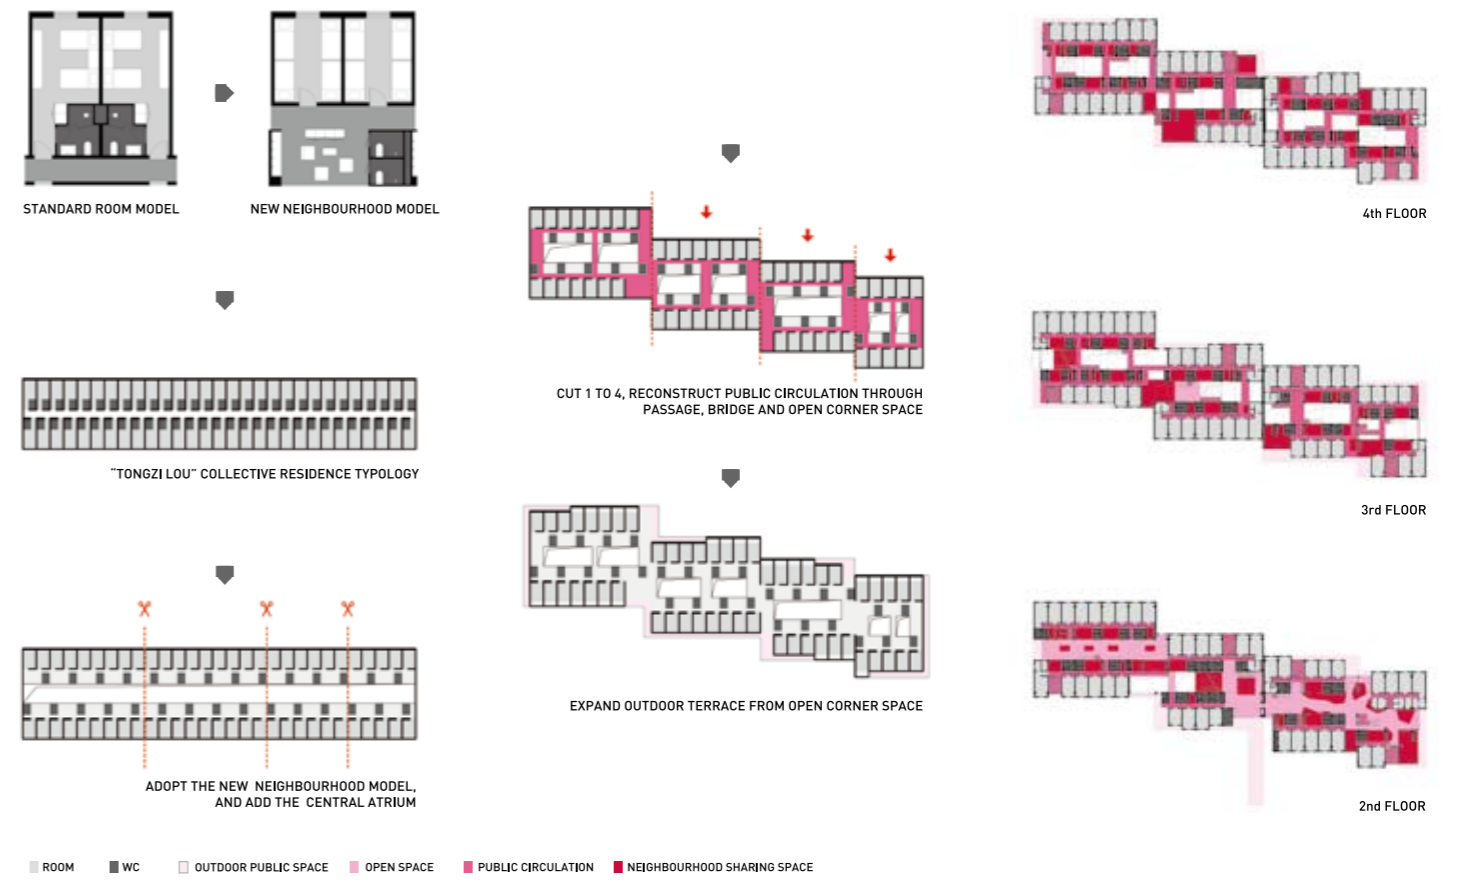 STANDARD ROOM MODEL
NEW NEIGHBOURHOOD MODEL
"TONGZI LOU" COLLECTIVE RESIDENCE TYPOLOGY
ADOPT THE NEW NEIGHBOURHOOD MODEL,
AND ADD THE CENTRAL ATRIUM
CUT 1 TO 4, RECONSTRUCT PUBLIC CIRCULATION THROUGH
PASSAGE, BRIDGE AND OPEN CORNER SPACE
EXPAND OUTDOOR TERRACE FROM OPEN CORNER SPACE
4th FLOOR
3rd FLOOR
2nd FLOOR
ROOM WC OUTDOOR PUBLIC SPACE OPEN SPACE PUBLIC CIRCULATION NEIGHBOURHOOD SHARING SPACE